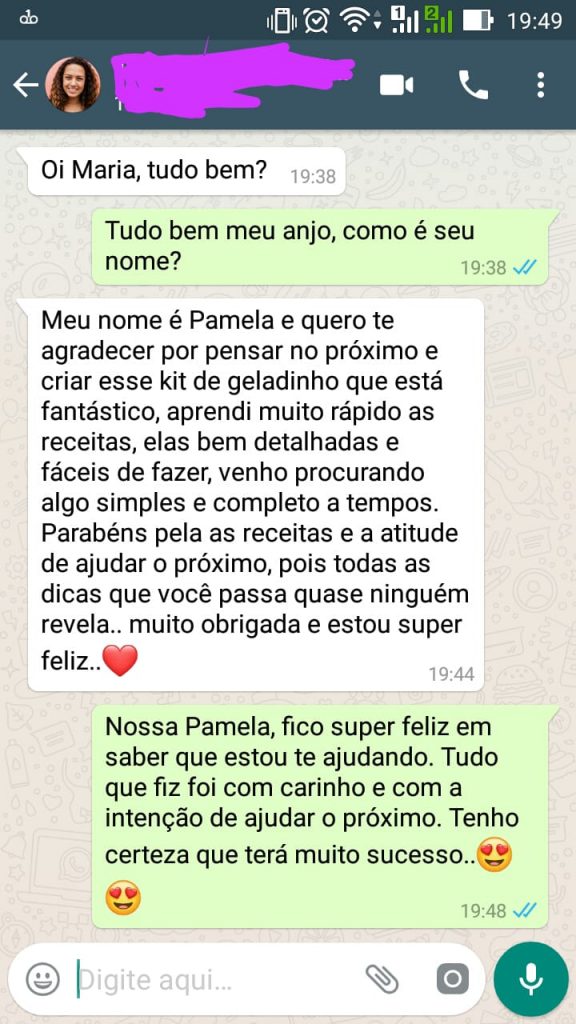 1 2 19:49
Oi Maria, tudo bem? 19:38
Tudo bem meu anjo, como é seu
nome?
19:38
Meu nome é Pamela e quero te
agradecer por pensar no próximo e
criar esse kit de geladinho que está
fantástico, aprendi muito rápido as
receitas, elas bem detalhadas e
fáceis de fazer, venho procurando
algo simples e completo a tempos.
Parabéns pela as receitas e a atitude
de ajudar o próximo, pois todas as
dicas que você passa quase ninguém
revela.. muito obrigada e estou super
feliz..❤️
19:44
Nossa Pamela, fico super feliz em
saber que estou te ajudando. Tudo
que fiz foi com carinho e com a
intenção de ajudar o próximo. Tenho
certeza que terá muito sucesso..😍
😍
19:48
Digite aqui...